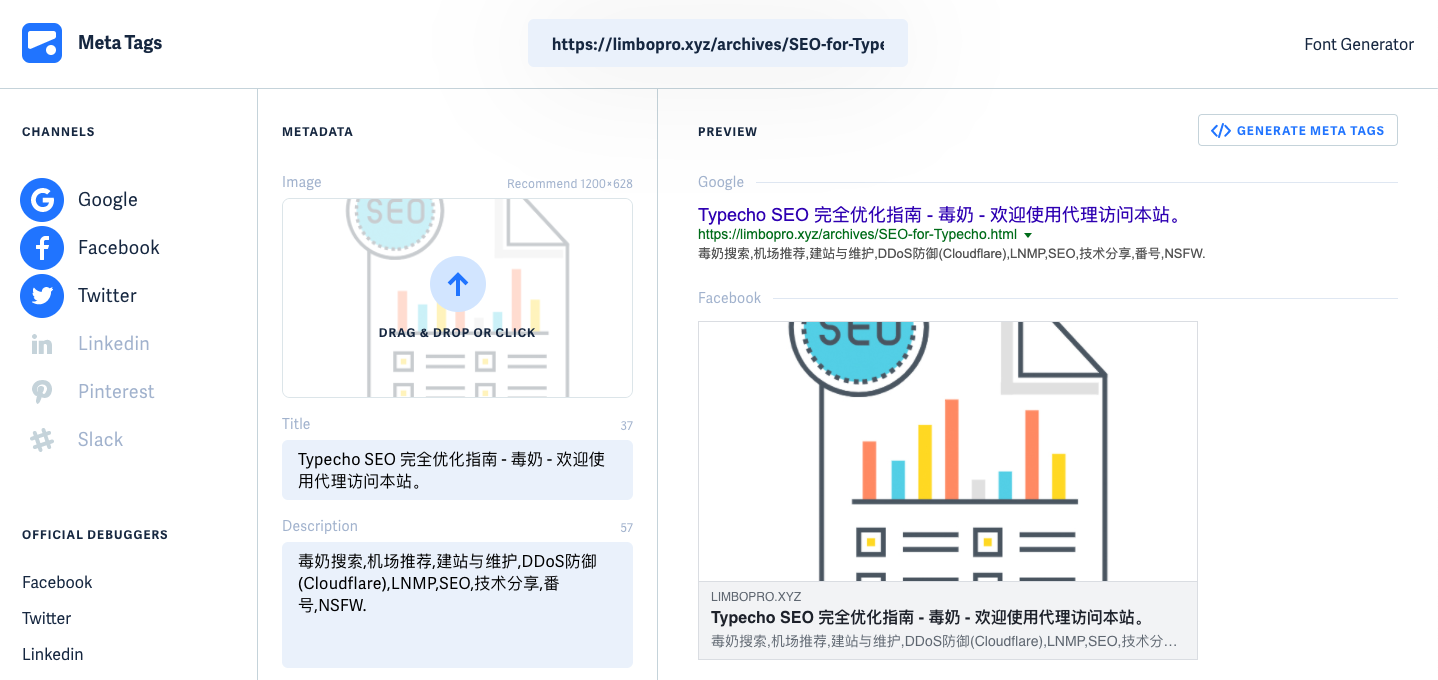 Meta Tags
https://limbopro.xyz/archives/SEO-for-Type
Font Generator
CHANNELS
Google
Facebook
Twitter
Linkedin
Pinterest
Slack
OFFICIAL DEBUGGERS
Facebook
Twitter
Linkedin
METADATA
Image
Recommend 1200×628
SEO
DRAG & DROP OR CLICK
Title
37
Typecho SEO 完全优化指南 - 毒奶 - 欢迎使
用代理访问本站。
Description
57
毒奶搜索,机场推荐,建站与维护,DDoS防御
(Cloudflare),LNMP,SEO,技术分享,番
号,NSFW.
PREVIEW
GENERATE META TAGS
Google
Typecho SEO 完全优化指南 - 毒奶 - 欢迎使用代理访问本站。
https://limbopro.xyz/archives/SEO-for-Typecho.html
毒奶搜索,机场推荐,建站与维护,DDoS防御(Cloudflare),LNMP,SEO,技术分享,番号,NSFW.
Facebook
SEO
LIMBOPRO.XYZ
Typecho SEO 完全优化指南 - 毒奶 - 欢迎使用代理访问本站。
毒奶搜索,机场推荐,建站与维护,DDoS防御(Cloudflare),LNMP,SEO,技术分…